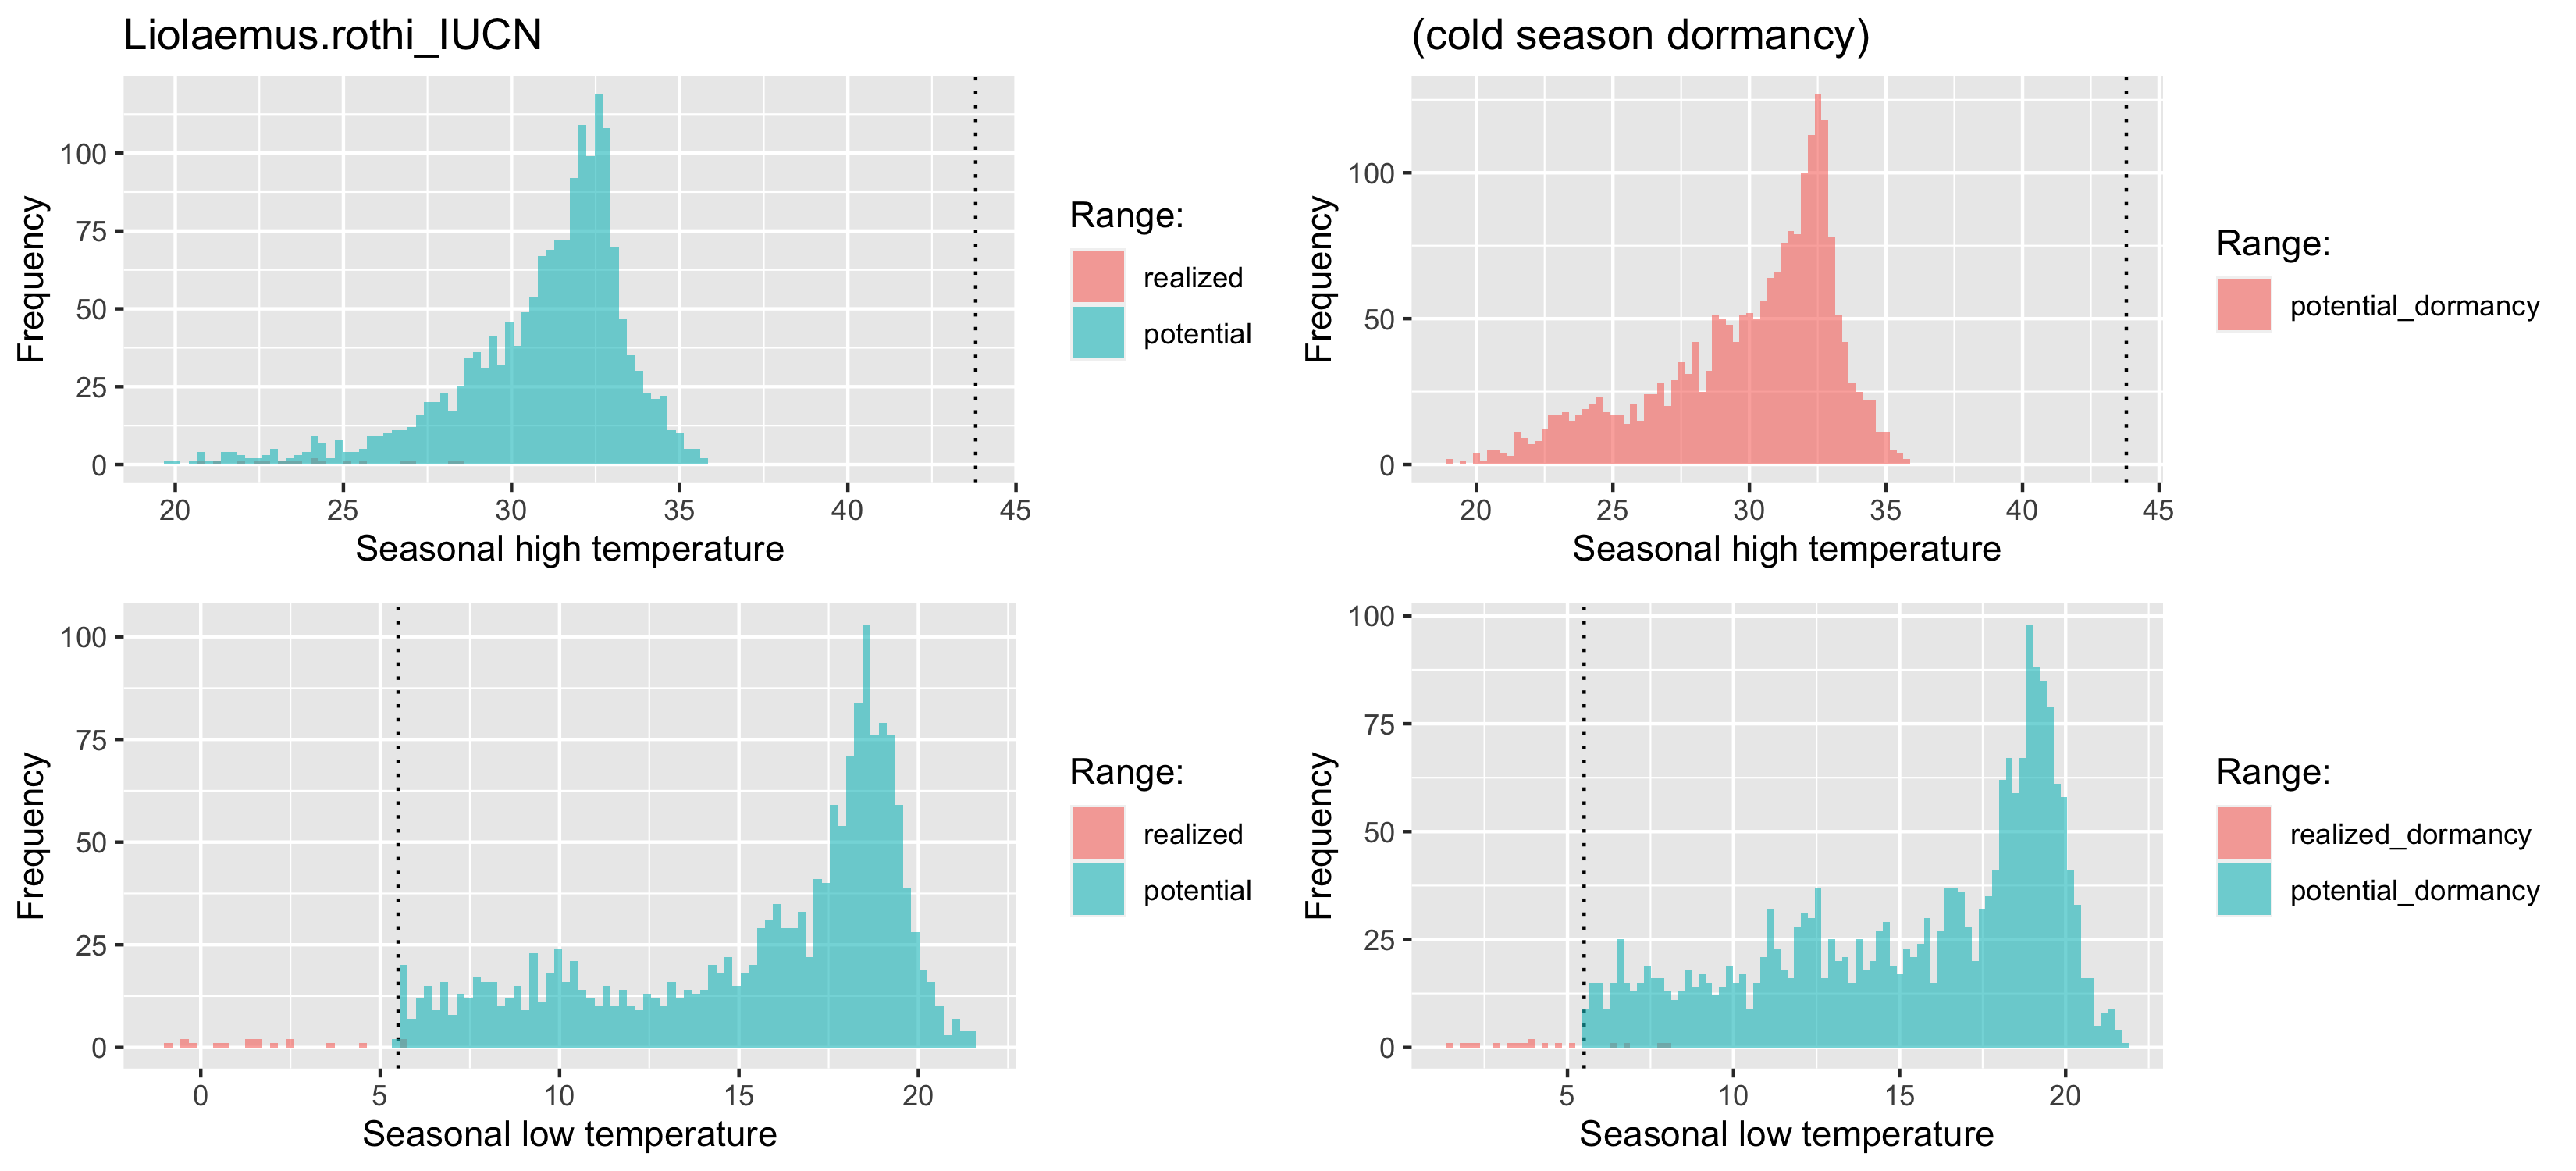 Liolaemus.rothi_IUCN
(cold season dormancy)
Frequency
100
75
50
25
0
20 25 30 35 40 45
Seasonal high temperature
Range:
realized
potential
Frequency
100
50
0
20 25 30 35 40 45
Seasonal high temperature
Range:
potential_dormancy
Frequency
100
75
50
25
0
0 5 10 15 20
Seasonal low temperature
Range:
realized
potential
Frequency
100
75
50
25
0
5 10 15 20
Seasonal low temperature
Range:
realized_dormancy
potential_dormancy